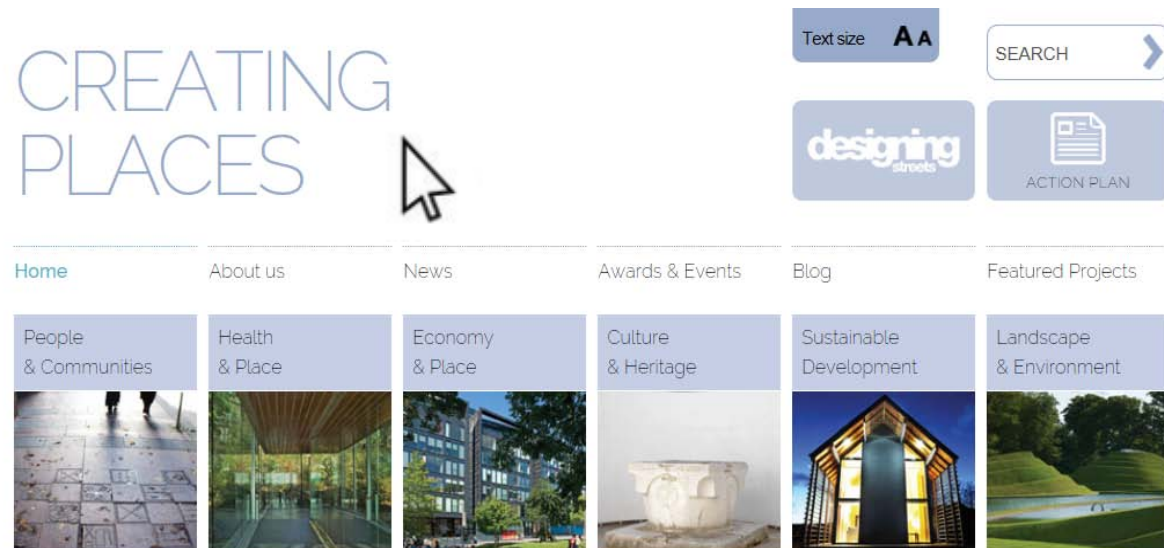 CREATING
PLACES
Text size AA
SEARCH
designing
streets
ACTION PLAN
Home
About us
News
Awards & Events
Blog
Featured Projects
People
& Communities
Health
& Place
Economy
& Place
Culture
& Heritage
Sustainable
Development
Landscape
& Environment